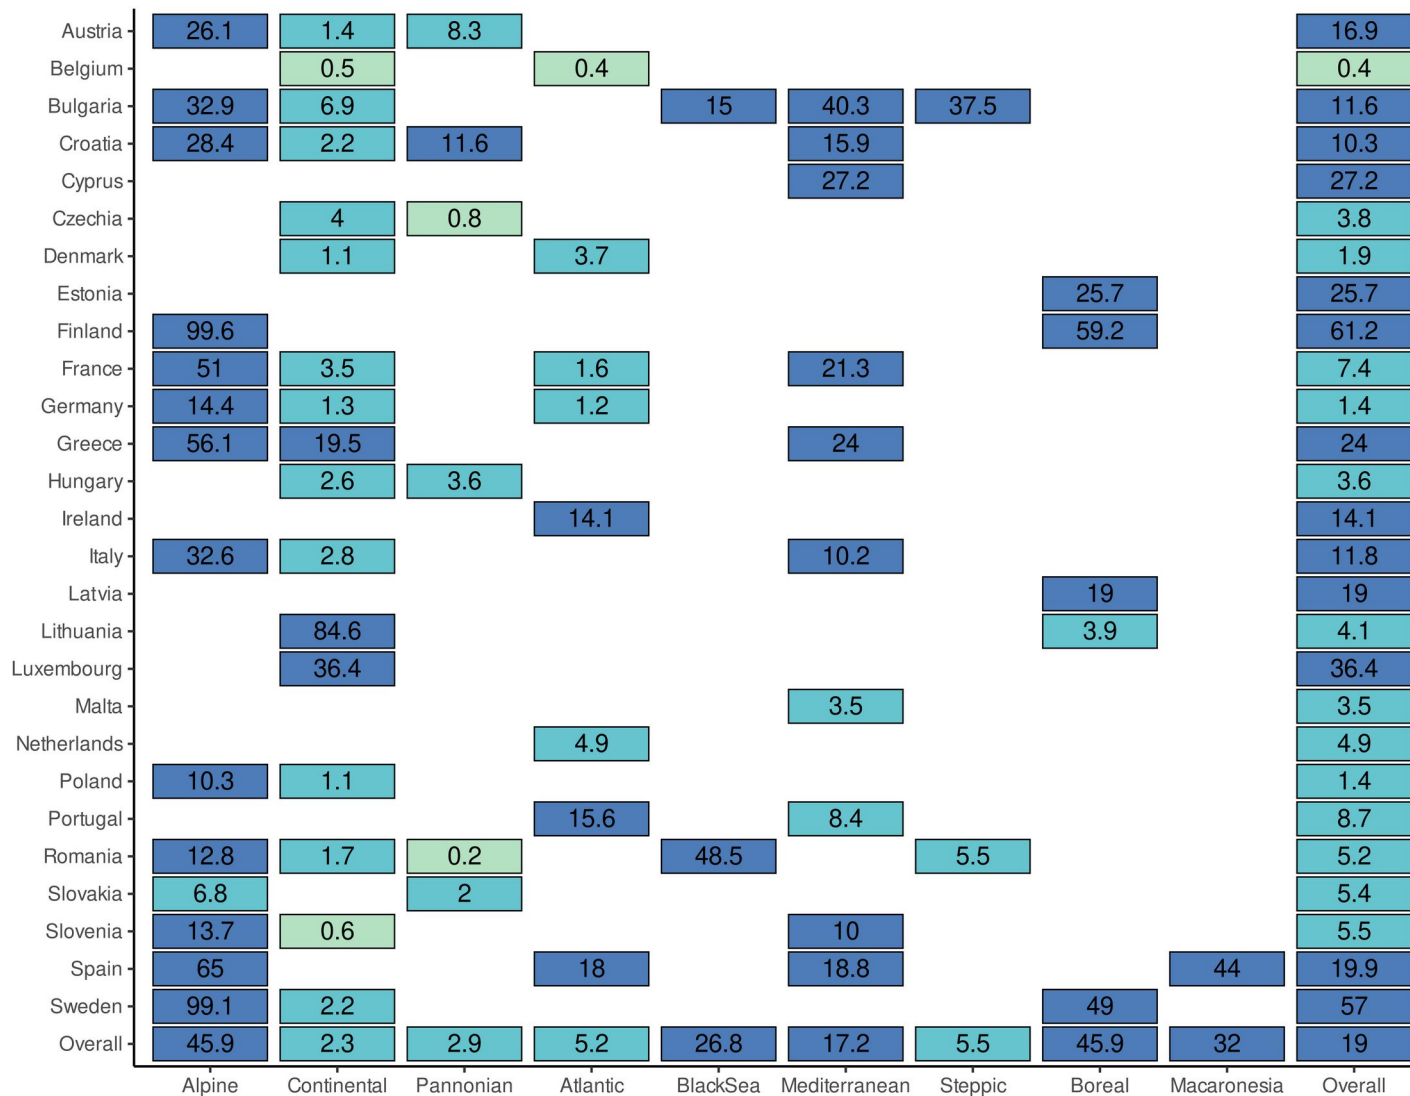 Austria 26.1 1.4 8.3 16.9
Belgium 0.5 0.4 0.4
Bulgaria 32.9 6.9 15 40.3 37.5 11.6
Croatia 28.4 2.2 11.6 15.9 10.3
Cyprus 27.2 27.2
Czechia 4 0.8 3.8
Denmark 1.1 3.7 1.9
Estonia 25.7 25.7
Finland 99.6 59.2 61.2
France 51 3.5 1.6 21.3 7.4
Germany 14.4 1.3 1.2 1.4
Greece 56.1 19.5 24 24
Hungary 2.6 3.6 3.6
Ireland 14.1 14.1
Italy 32.6 2.8 10.2 11.8
Latvia 19 19
Lithuania 84.6 3.9 4.1
Luxembourg 36.4 36.4
Malta 3.5 3.5
Netherlands 4.9 4.9
Poland 10.3 1.1 1.4
Portugal 15.6 8.4 8.7
Romania 12.8 1.7 0.2 48.5 5.5 5.2
Slovakia 6.8 2 5.4
Slovenia 13.7 0.6 10 5.5
Spain 65 18 18.8 44 19.9
Sweden 99.1 2.2 49 57
Overall 45.9 2.3 2.9 5.2 26.8 17.2 5.5 45.9 32 19
Alpine Continental Pannonian Atlantic BlackSea Mediterranean Steppic Boreal Macaronesia Overall